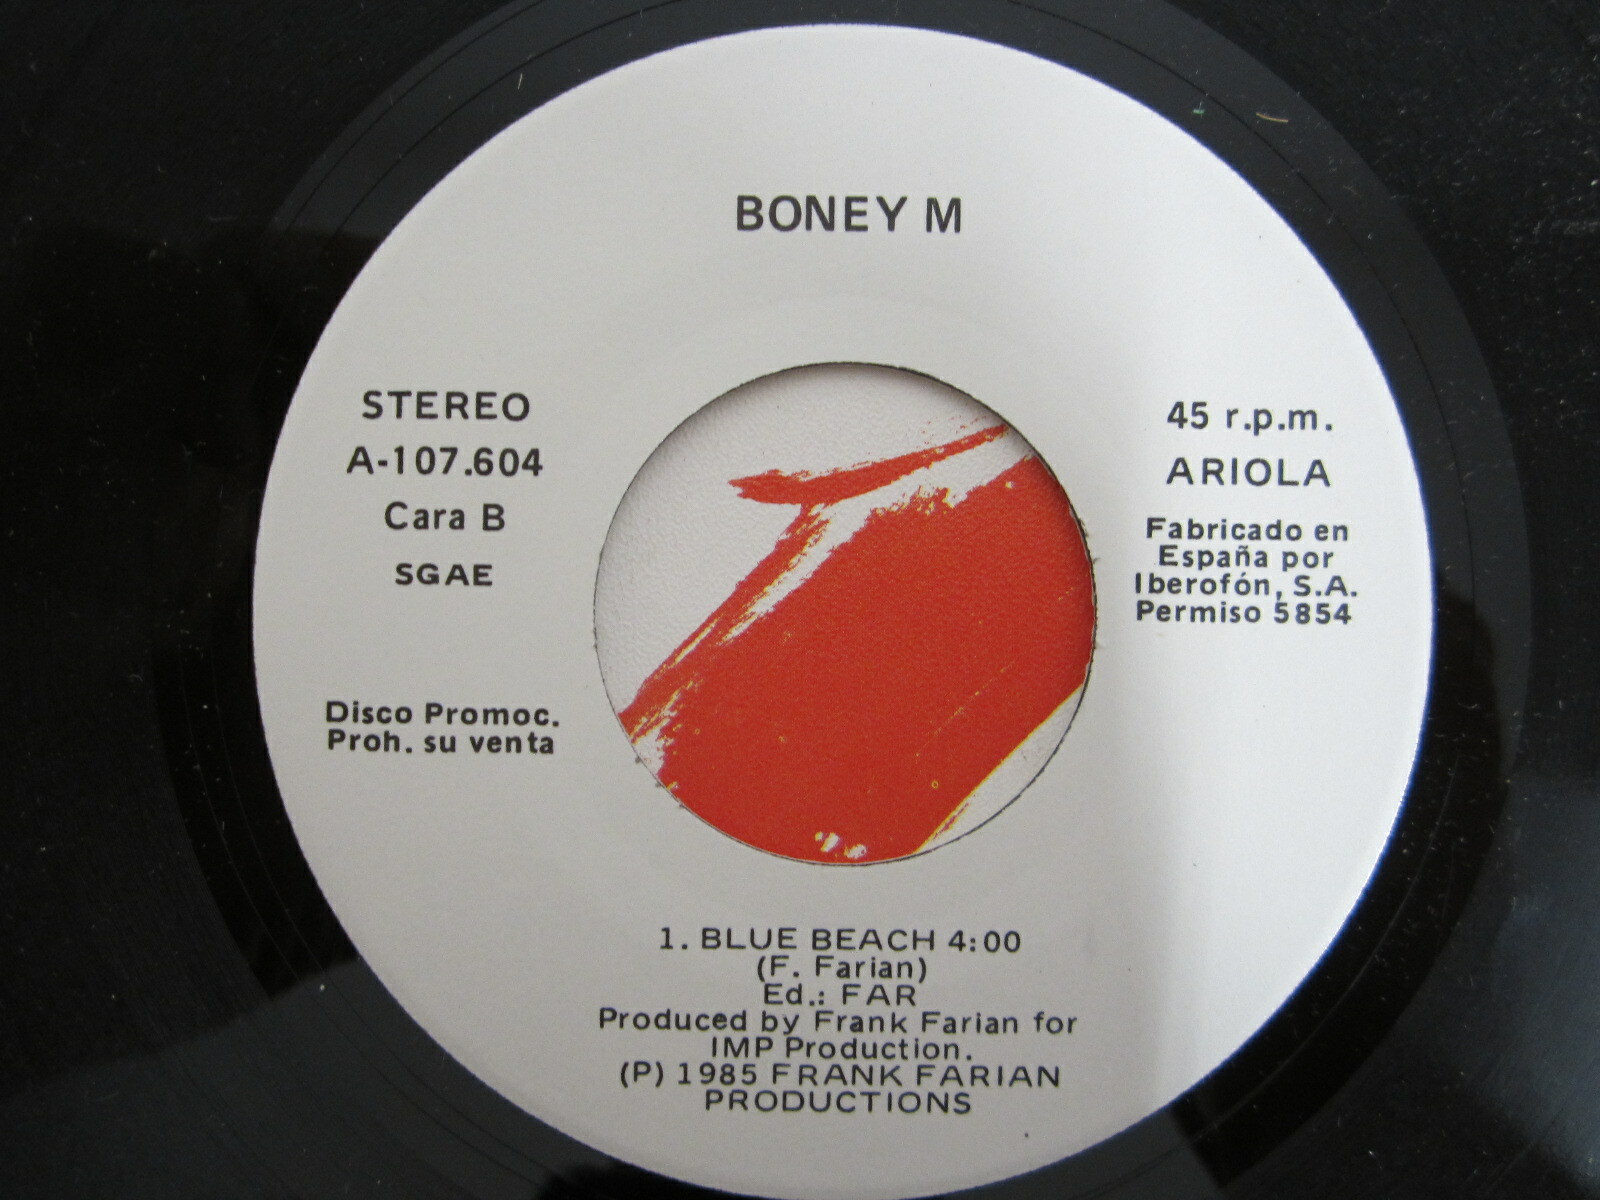 BONEY M
STEREO
A-107.604
Cara B
SGAE
Disco Promoc.
Proh. su venta
45 r.p.m.
ARIOLA
Fabricado en
España por
Iberofón, S.A.
Permiso 5854
1. BLUE BEACH 4:00
(F. Farian)
Ed.: FAR
Produced by Frank Farian for
IMP Production.
(P) 1985 FRANK FARIAN
PRODUCTIONS